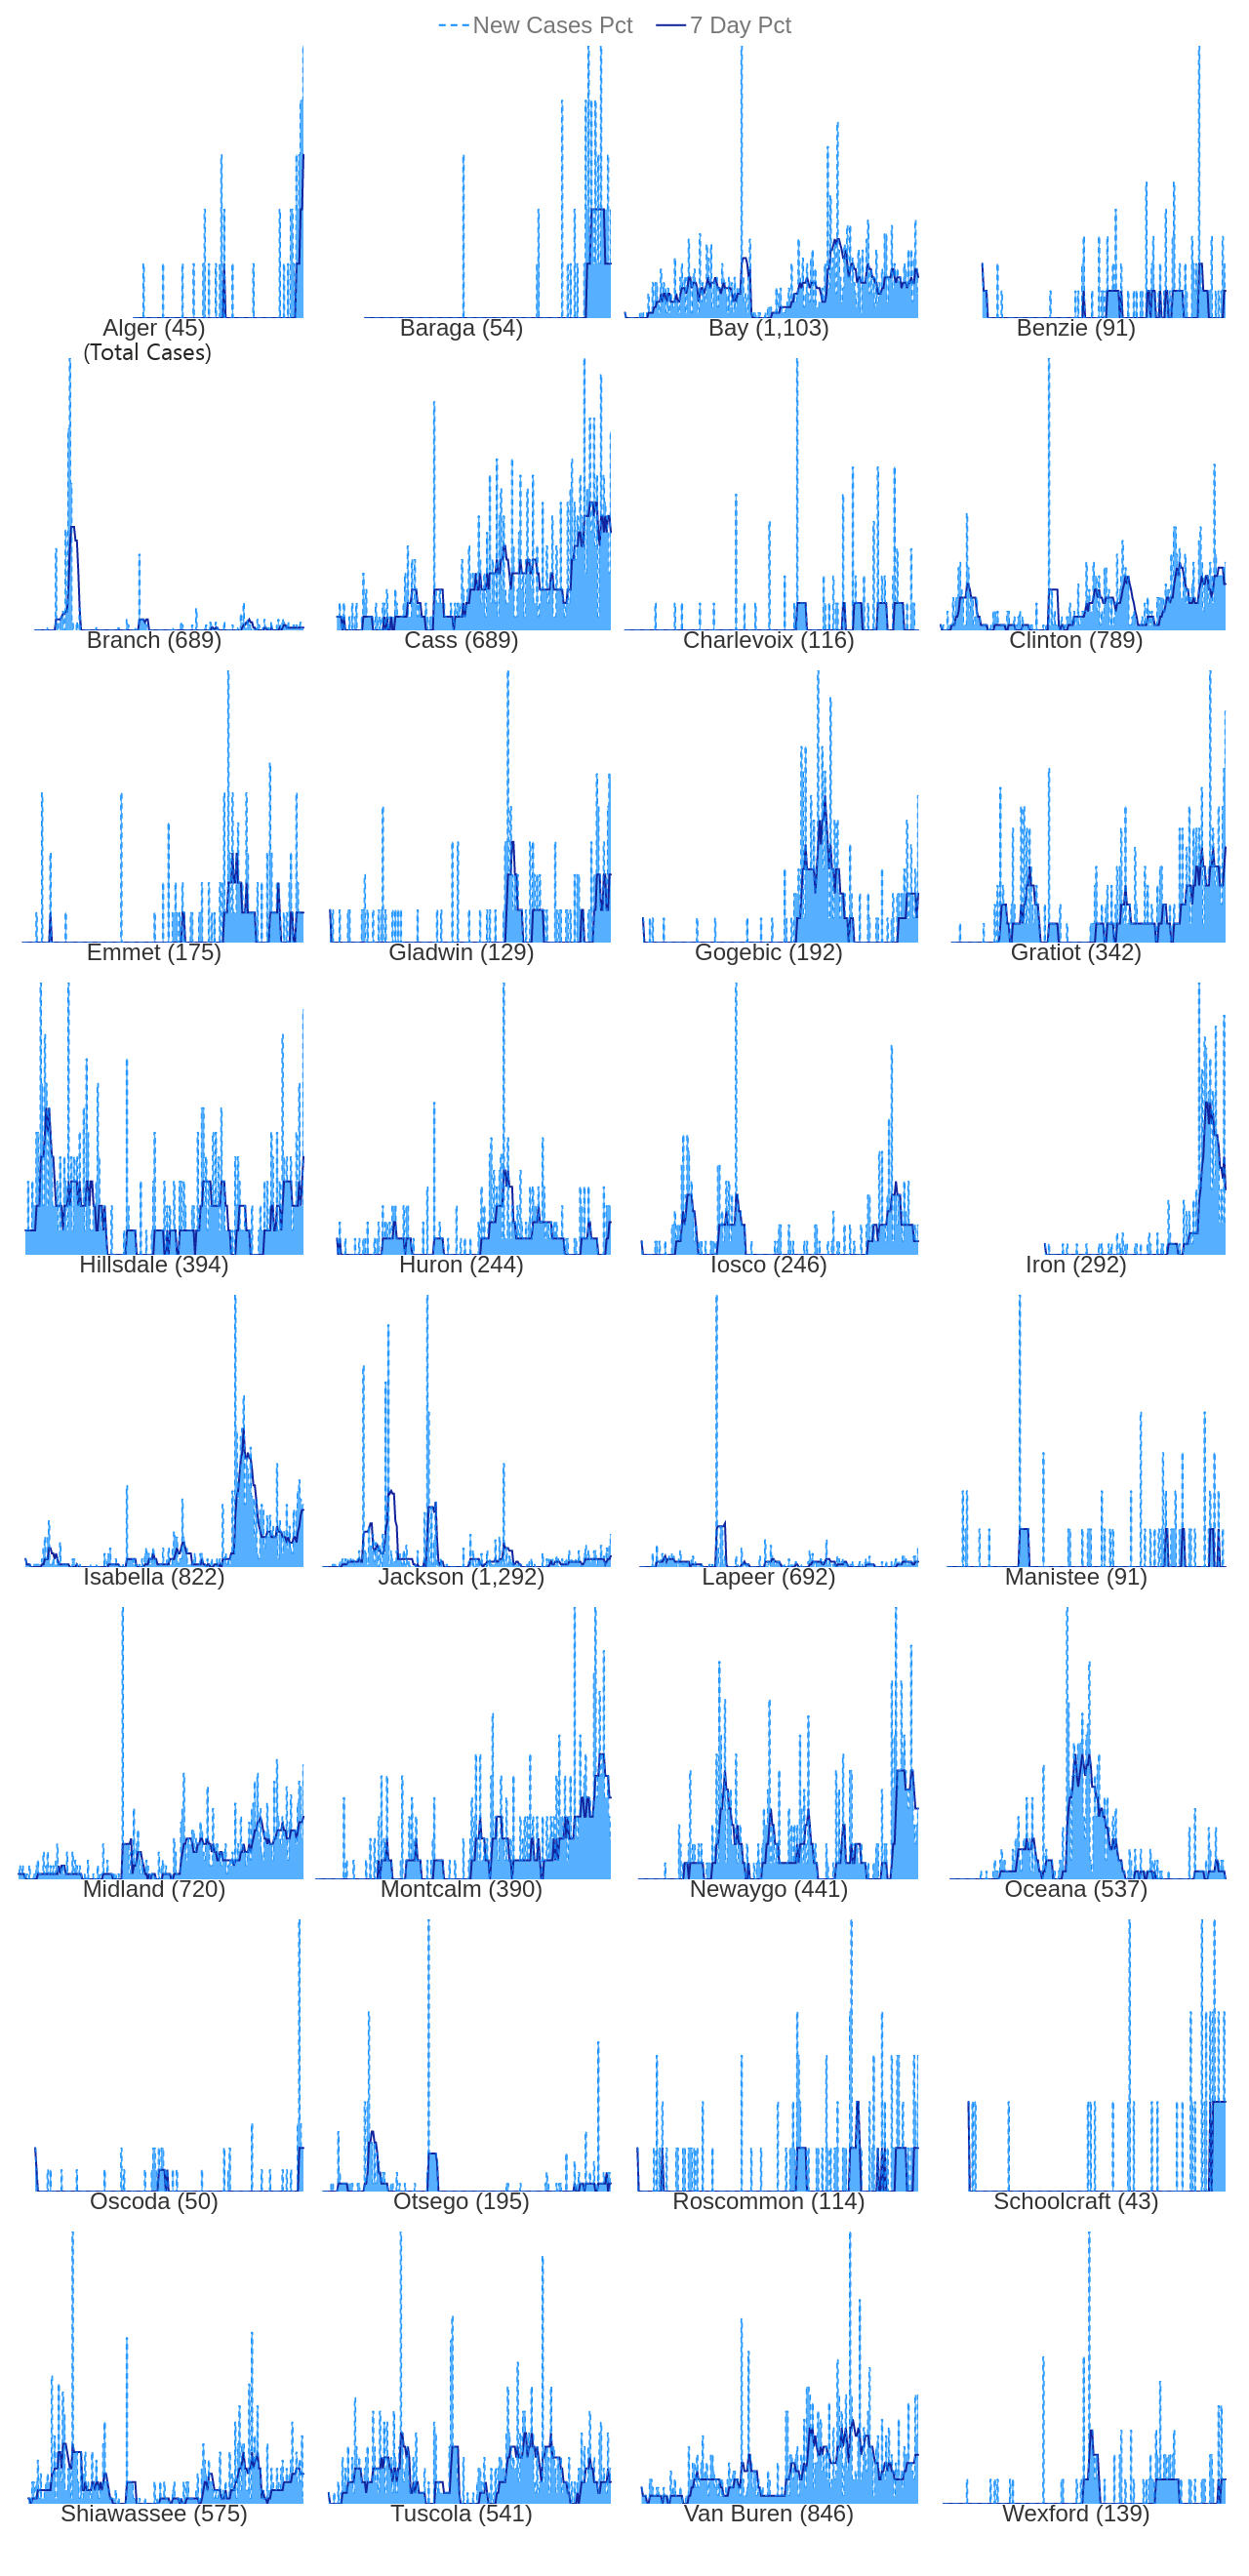 New Cases Pct 7 Day Pct
Alger (45) Baraga (54) Bay (1,103) Benzie (91)
(Total Cases)
Branch (689) Cass (689) Charlevoix (116) Clinton (789)
Emmet (175) Gladwin (129) Gogebic (192) Gratiot (342)
Hillsdale (394) Huron (244) Iosco (246) Iron (292)
Isabella (822) Jackson (1,292) Lapeer (692) Manistee (91)
Midland (720) Montcalm (390) Newaygo (441) Oceana (537)
Oscoda (50) Otsego (195) Roscommon (114) Schoolcraft (43)
Shiawassee (575) Tuscola (541) Van Buren (846) Wexford (139)